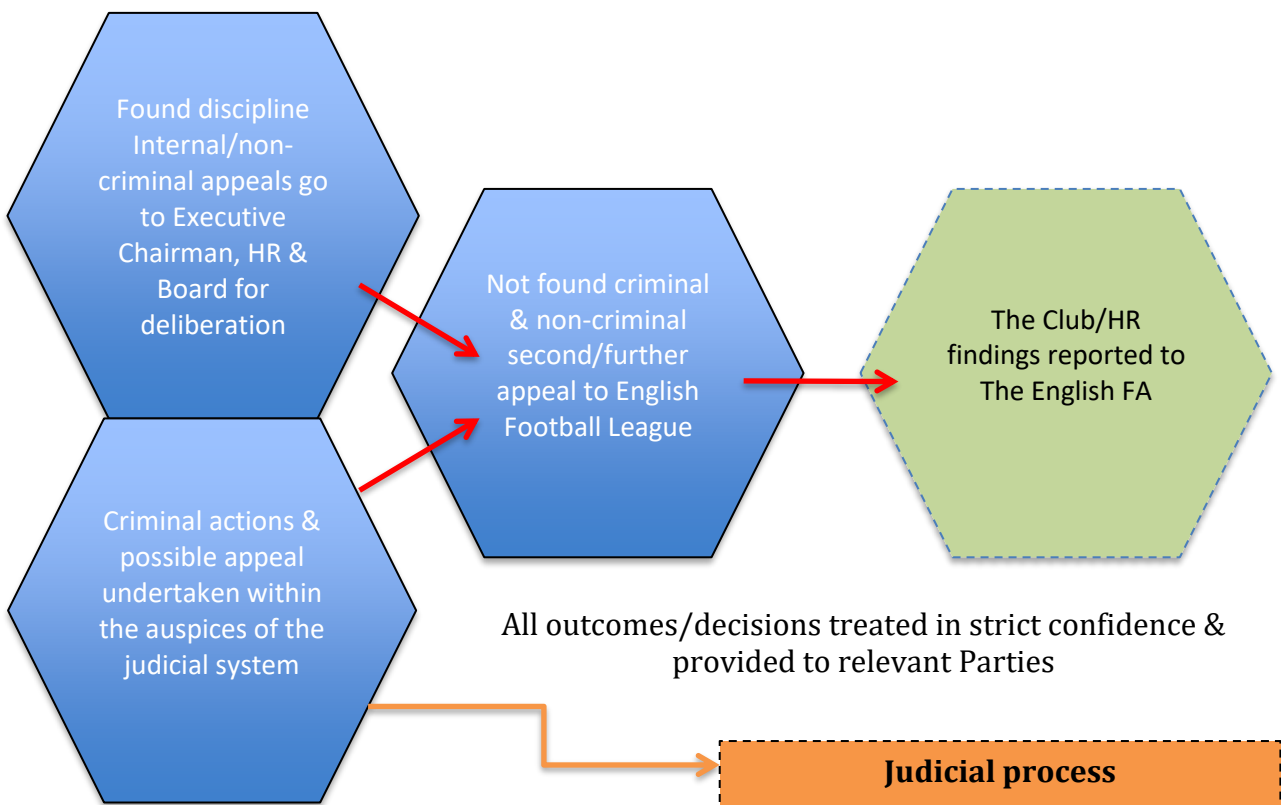 Found discipline
Internal/non-
criminal appeals go
to Executive
Chairman, HR &
Board for
deliberation
Not found criminal
& non-criminal
second/further
appeal to English
Football League
The Club/HR
findings reported to
The English FA
Criminal actions &
possible appeal
undertaken within
the auspices of the
judicial system
All outcomes/decisions treated in strict confidence &
provided to relevant Parties
Judicial process